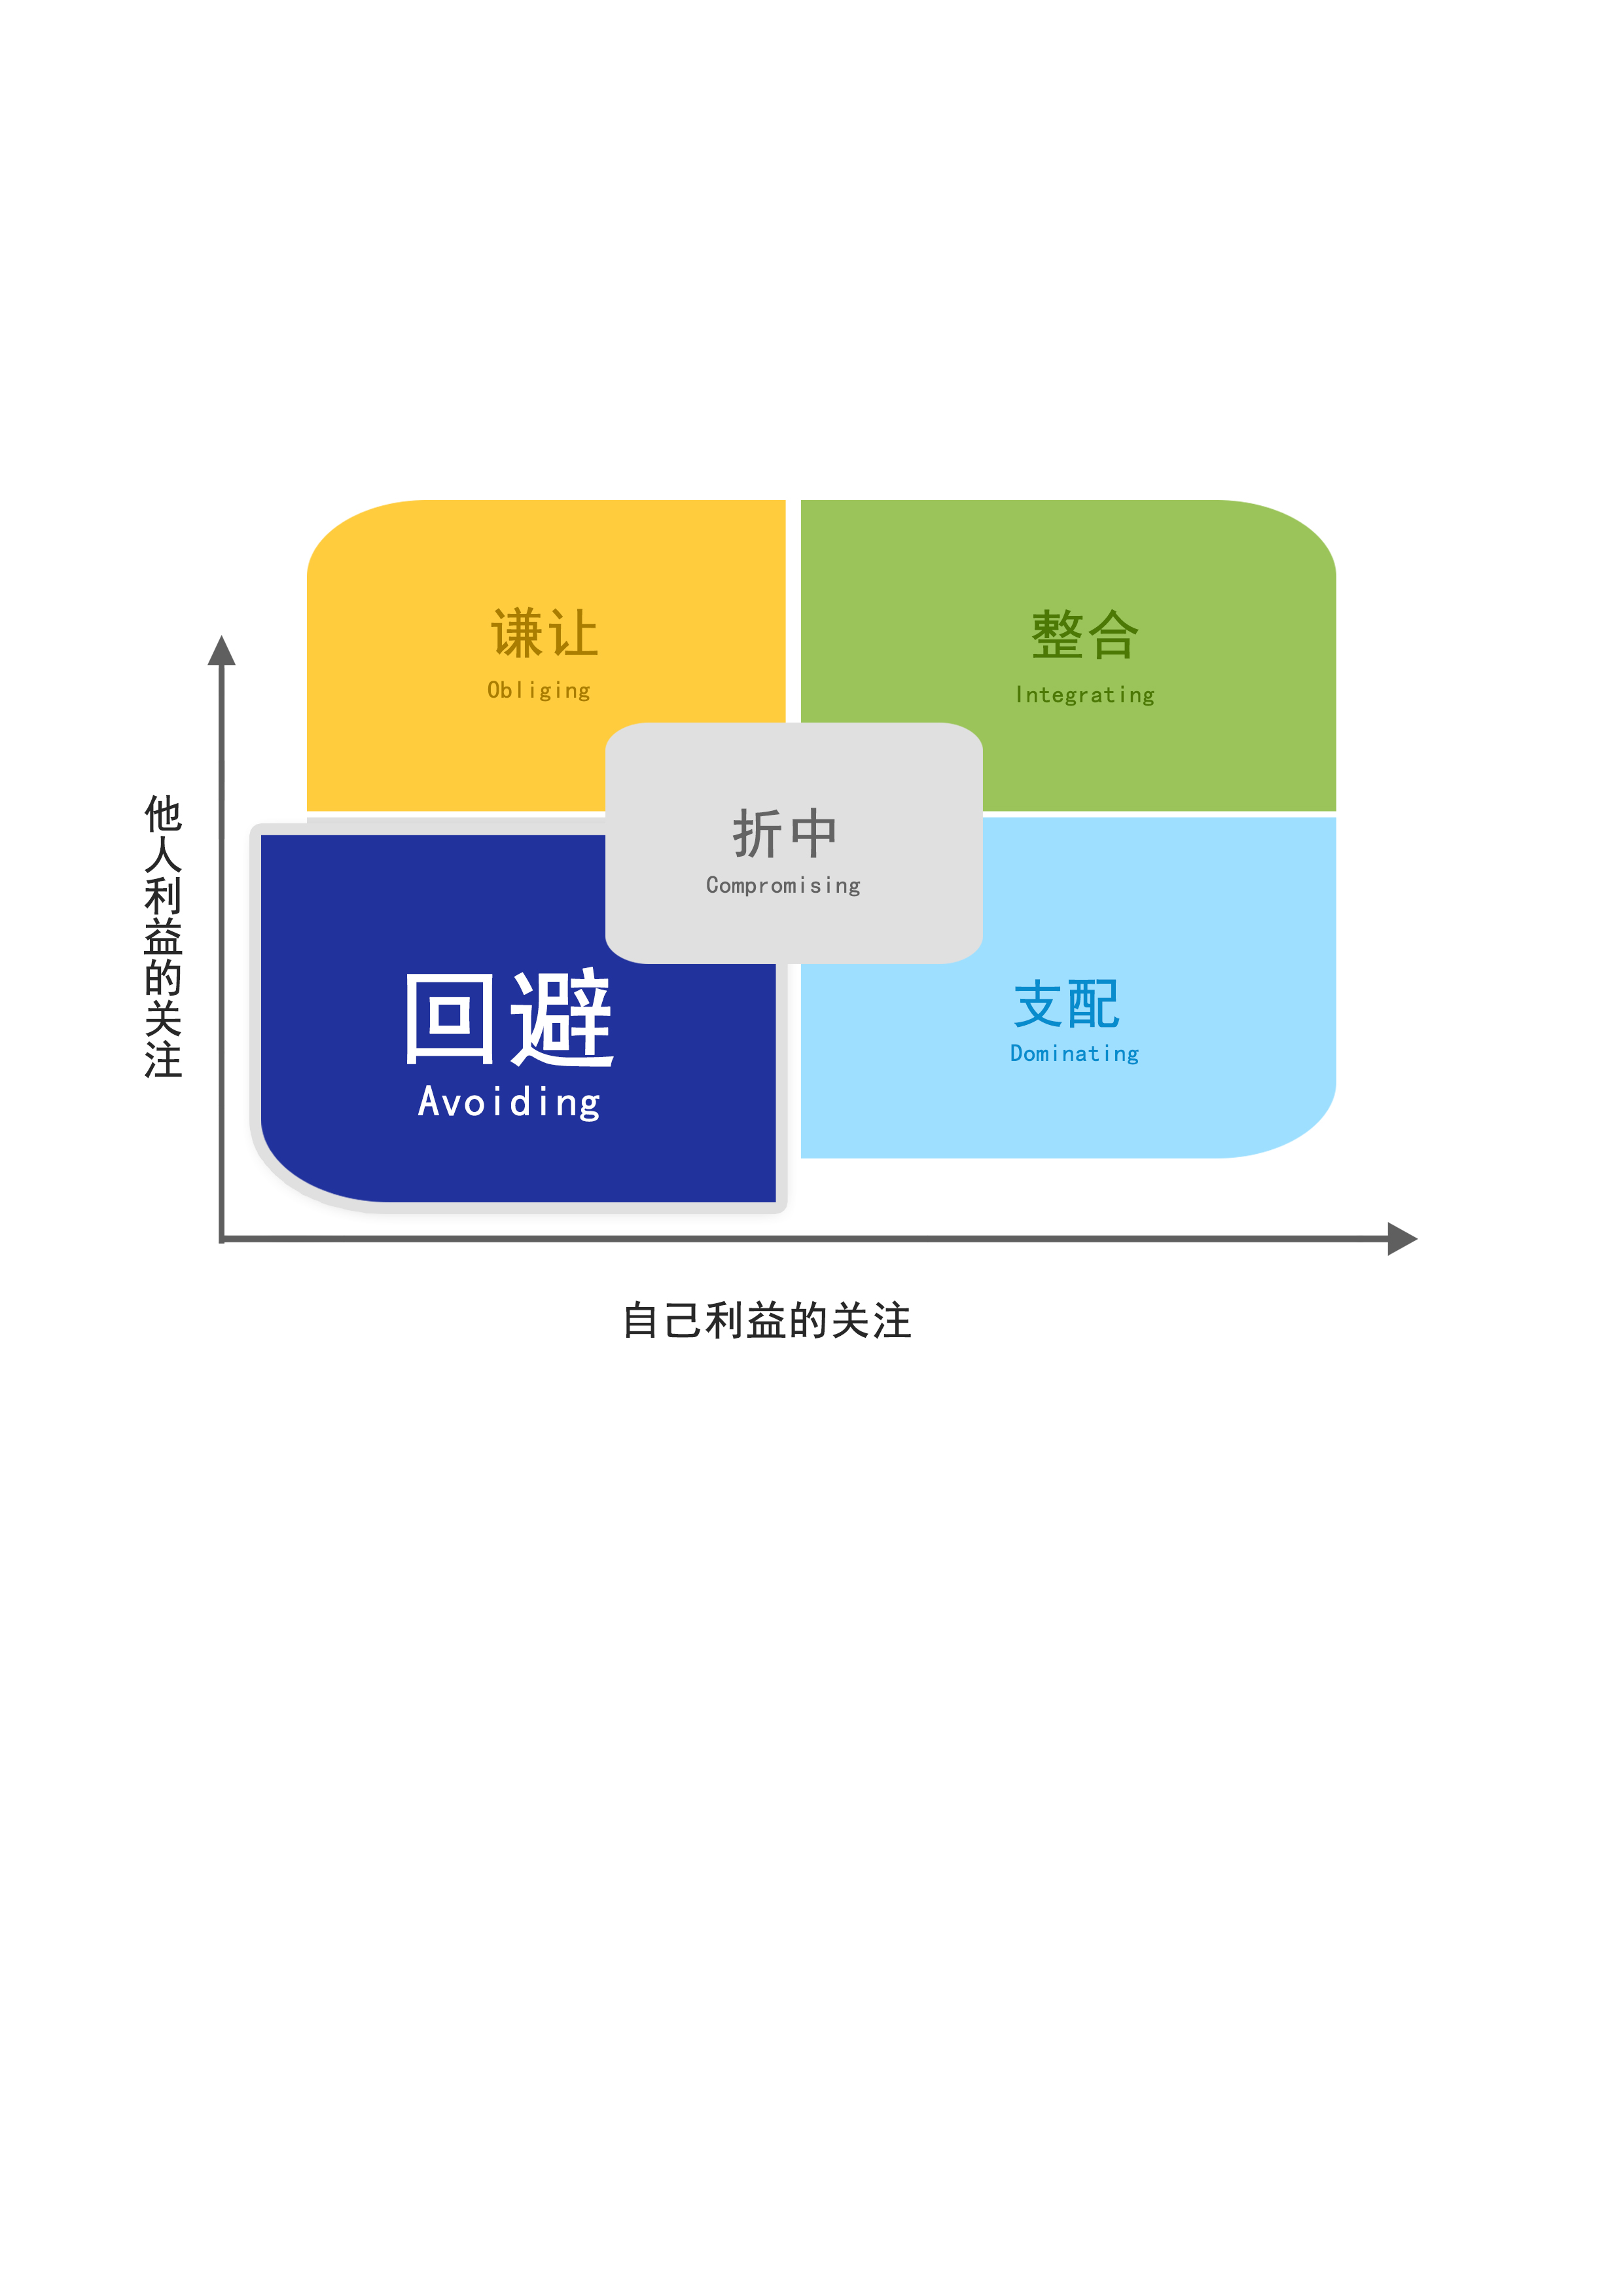 谦让
Obliging
整合
Integrating
折中
Compromising
回避
Avoiding
支配
Dominating
他人利益的关注
自己利益的关注